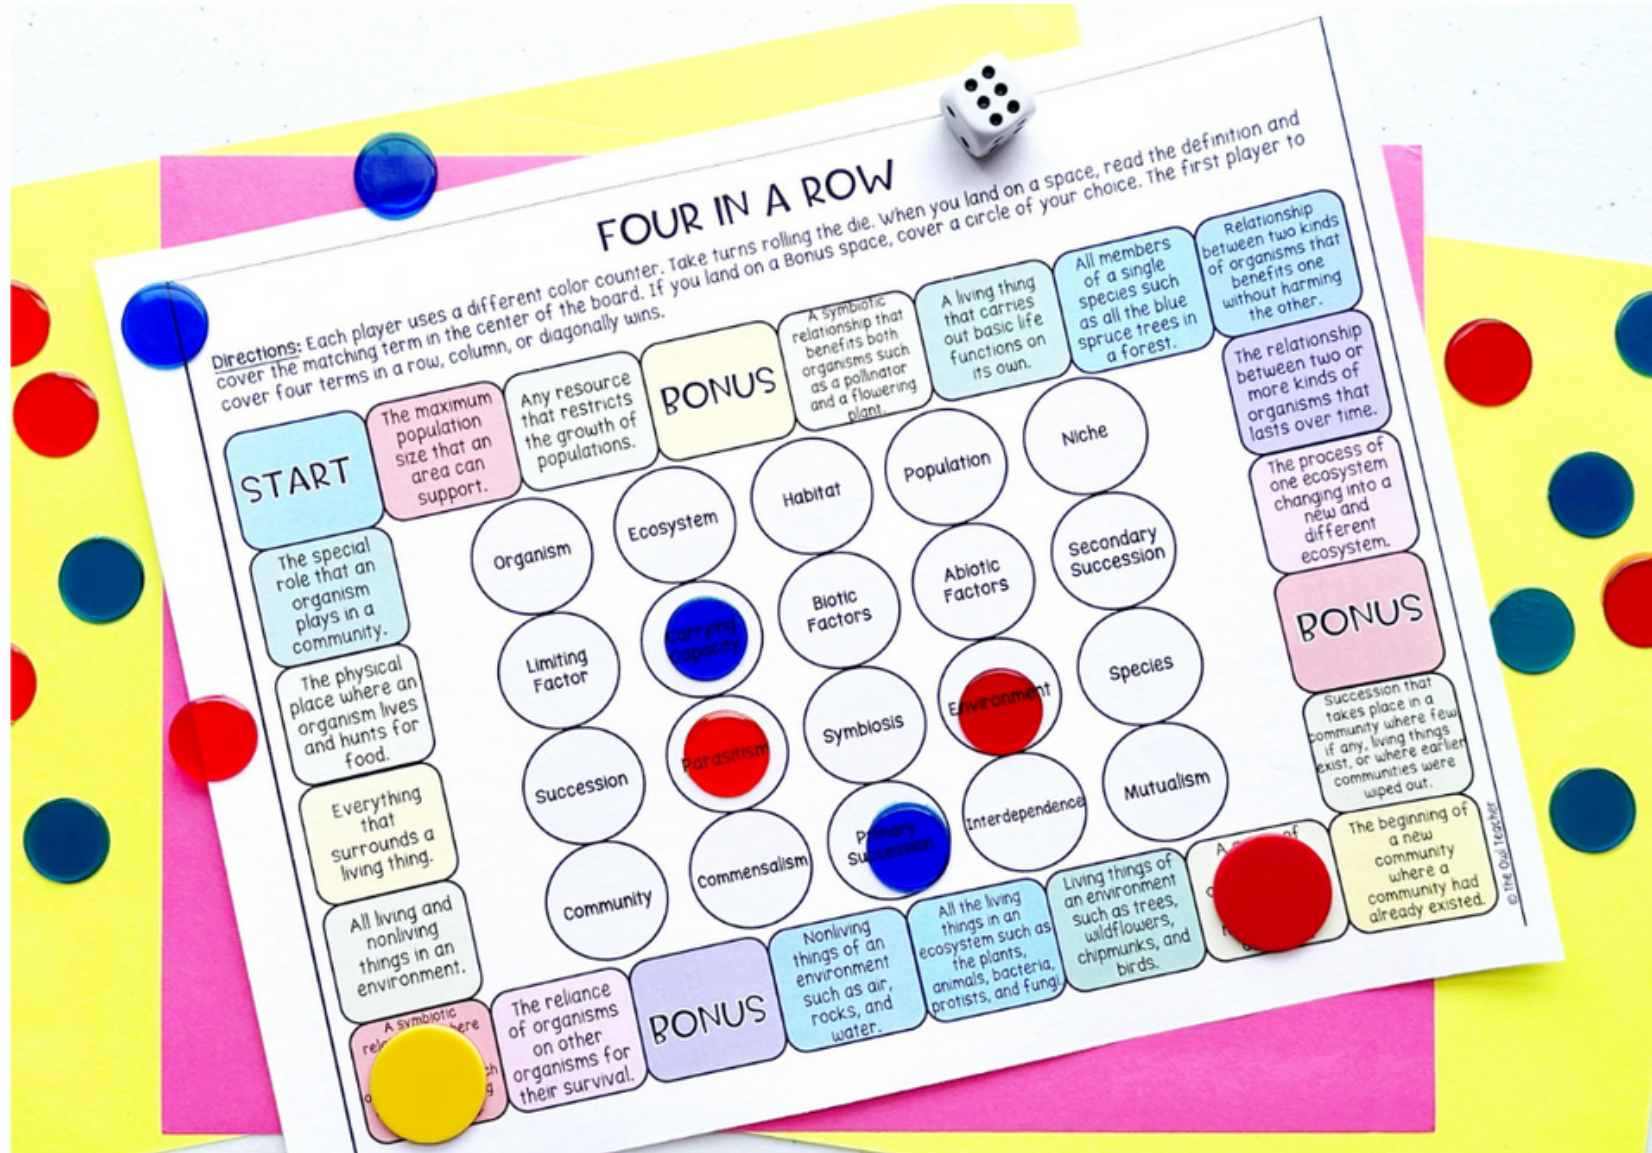 FOUR IN A ROW
Directions: Each player uses a different color counter. Take turns rolling the die. When you land on a space, read the definition and
cover the matching term in the center of the board. If you land on a Bonus space, cover a circle of your choice. The first player to
cover four terms in a row, column, or diagonally wins.
START
The maximum
population
size that an
area can
support.
Any resource
that restricts
the growth of
populations.
BONUS
A symbiotic
relationship that
benefits both
organisms such
as a pollinator
and a flowering
plant.
A living thing
that carries
out basic life
functions on
its own.
All members
of a single
species such
as all the blue
spruce trees in
a forest.
Relationship
between two kinds
of organisms that
benefits one
without harming
the other.
The relationship
between two or
more kinds of
organisms that
lasts over time.
The process of
one ecosystem
changing into a
new and
different
ecosystem.
BONUS
Succession that
takes place in a
community where few,
if any, living things
exist, or where earlier
communities were
wiped out.
The beginning of
a new
community
where a
community had
already existed.
A of
Living things of
an environment
such as trees,
wildflowers,
chipmunks, and
birds.
All the living
things in an
ecosystem such as
the plants,
animals, bacteria,
protists, and fungi.
Nonliving
things of an
environment
such as air,
rocks, and
water.
BONUS
The reliance
of organisms
on other
organisms for
their survival.
A symbiotic
All living and
nonliving
things in an
environment.
Everything
that
surrounds a
living thing.
The physical
place where an
organism lives
and hunts for
food.
The special
role that an
organism
plays in a
community.
Organism
Ecosystem
Habitat
Population
Niche
Limiting
Factor
Carrying
Capacity
Biotic
Factors
Abiotic
Factors
Secondary
Succession
Succession
Parasitism
Symbiosis
Environment
Species
Community
Commensalism
Primary
Succession
Interdependence
Mutualism
© The Owl Teacher